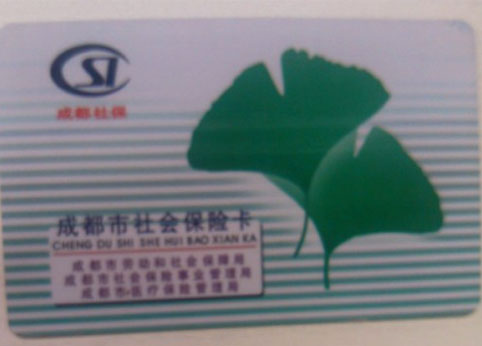 CSI
成都社保
成都市社会保险卡
CHENG DU SHI SHE HUI BAO XIAN KA
成都市劳动和社会保障局
成都市社会保险事业管理局
成都市医疗保险管理局